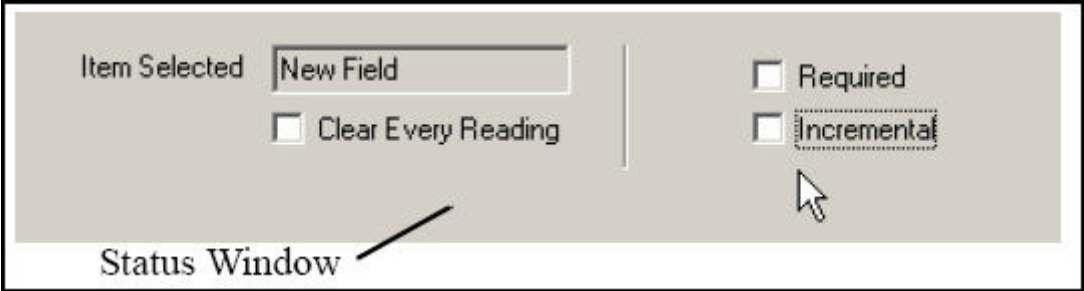 Item Selected New Field
Clear Every Reading
Required
Incremental
Status Window